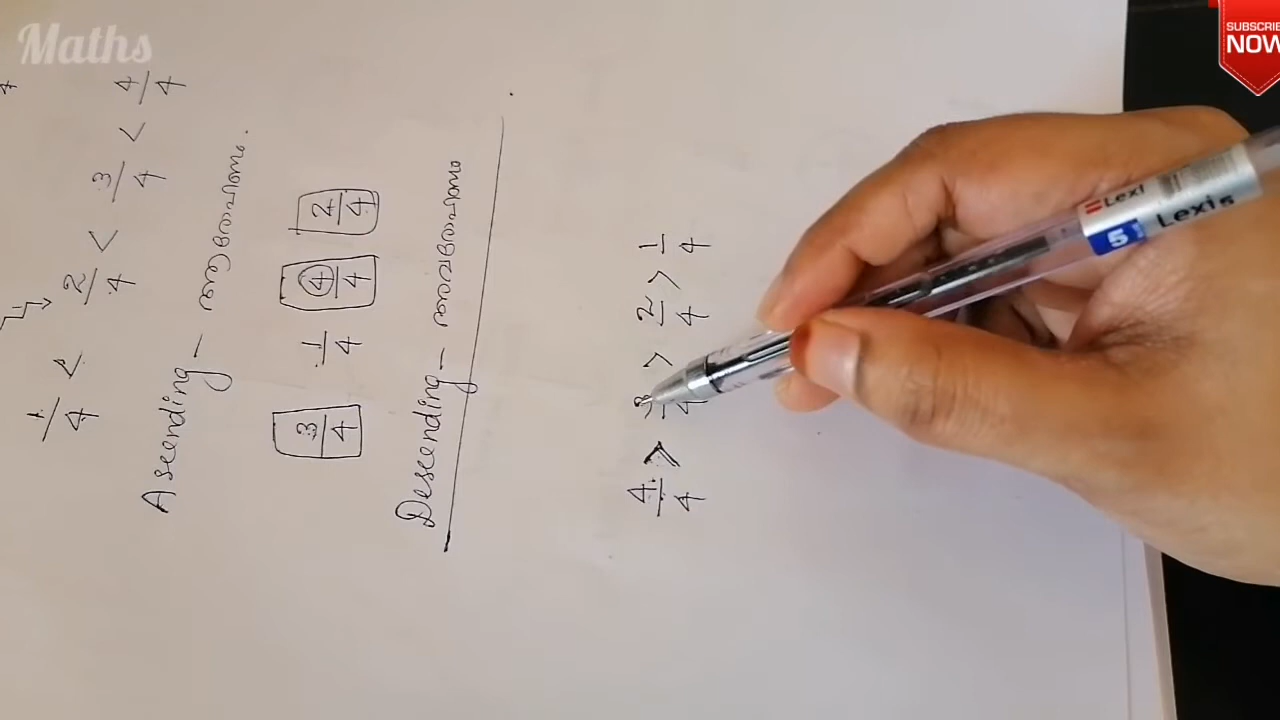 Maths
SUBSCRIBE
NOW
1/4 < 2/4 < 3/4 < 4/4
Ascending - ആരോഹണം.
3/4 1/4 4/4 2/4
Descending - അവരോഹണം
4/4 > 3/4 > 2/4 > 1/4
Lexi
5 Lexi5